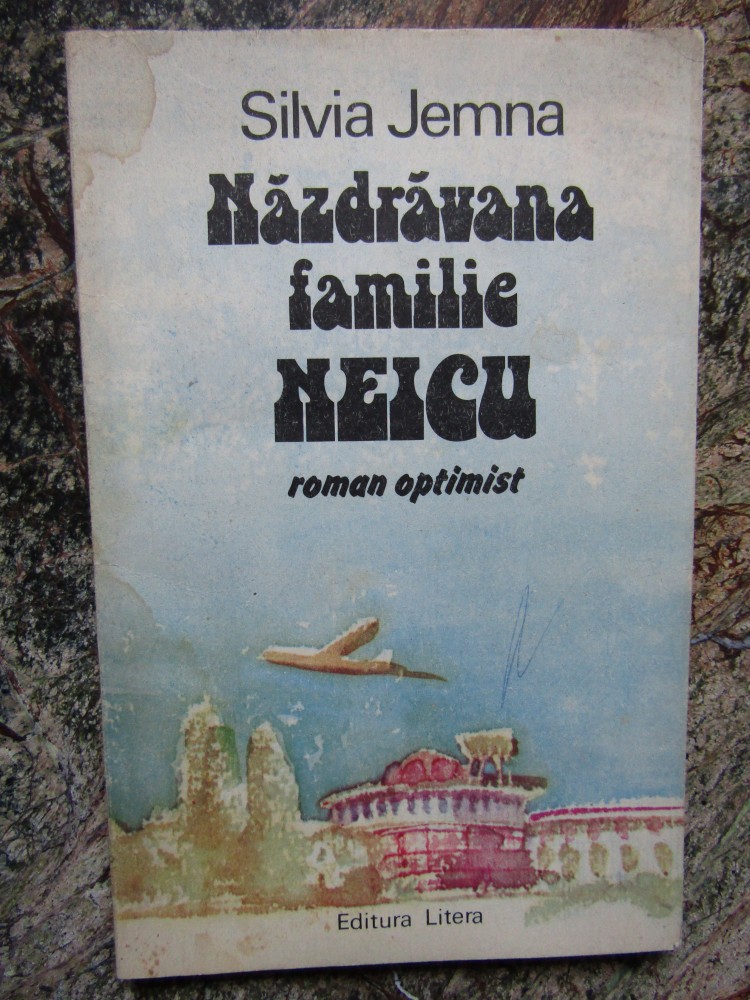 Silvia Jemna
Năzdrăvana
familie
NEICU
roman optimist
Editura Litera